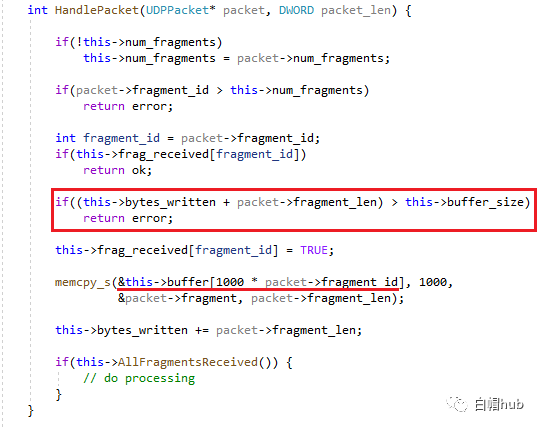 int HandlePacket(UDPPacket* packet, DWORD packet_len) {
if(!this->num_fragments)
this->num_fragments = packet->num_fragments;
if(packet->fragment_id > this->num_fragments)
return error;
int fragment_id = packet->fragment_id;
if(this->frag_received[fragment_id])
return ok;
if((this->bytes_written + packet->fragment_len) > this->buffer_size)
return error;
this->frag_received[fragment_id] = TRUE;
memcpy_s(&this->buffer[1000 * packet->fragment_id], 1000,
&packet->fragment, packet->fragment_len);
this->bytes_written += packet->fragment_len;
if(this->AllFragmentsReceived()) {
// do processing
}
}
白帽hub